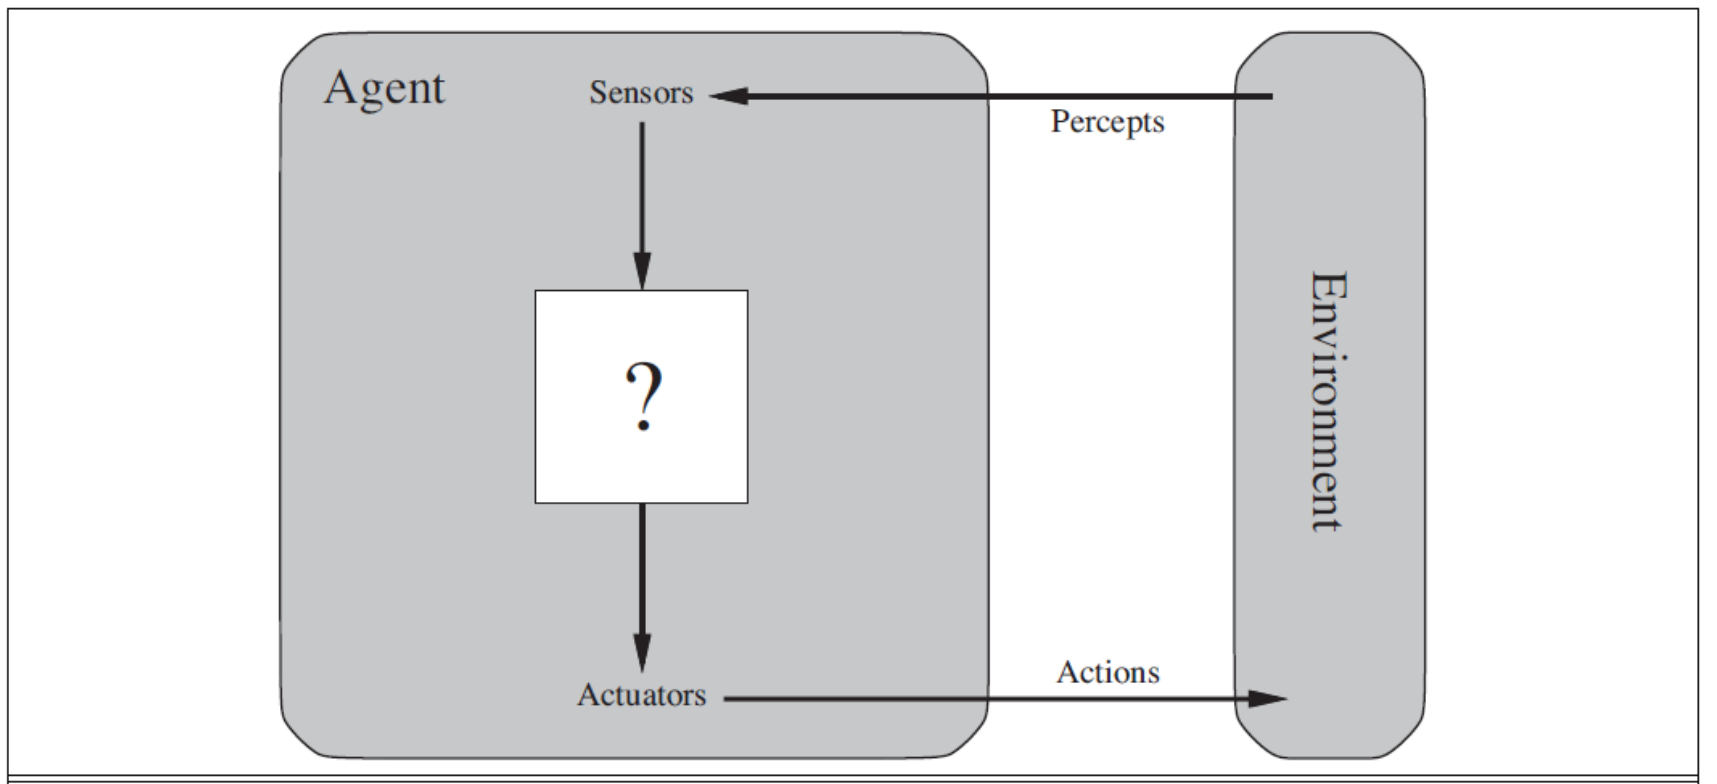 Agent
Sensors
Percepts
?
Environment
Actions
Actuators